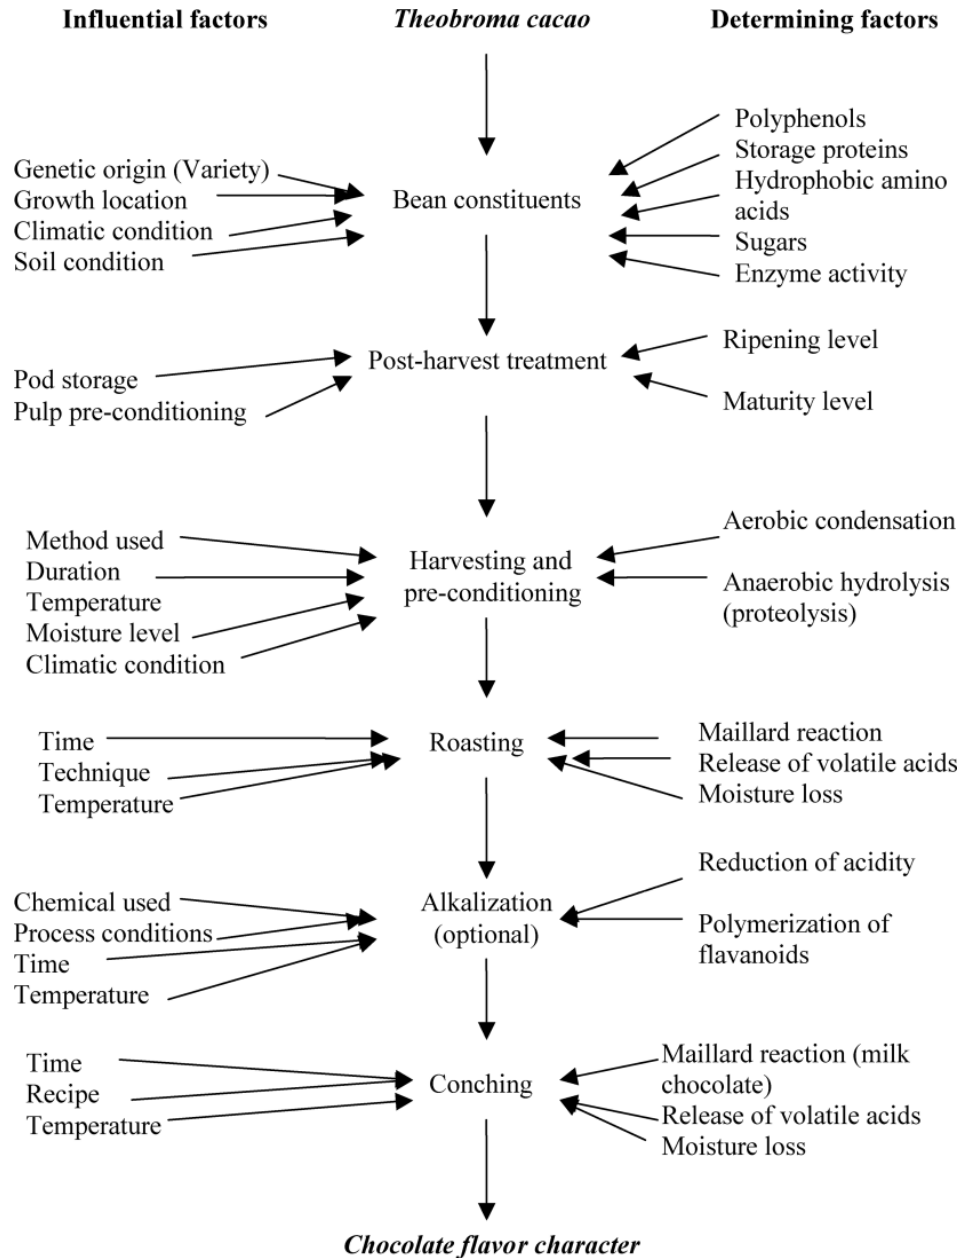 Influential factors
Theobroma cacao
Determining factors
Genetic origin (Variety)
Growth location
Climatic condition
Soil condition
Bean constituents
Polyphenols
Storage proteins
Hydrophobic amino
acids
Sugars
Enzyme activity
Pod storage
Pulp pre-conditioning
Post-harvest treatment
Ripening level
Maturity level
Method used
Duration
Temperature
Moisture level
Climatic condition
Harvesting and
pre-conditioning
Aerobic condensation
Anaerobic hydrolysis
(proteolysis)
Time
Technique
Temperature
Roasting
Maillard reaction
Release of volatile acids
Moisture loss
Chemical used
Process conditions
Time
Temperature
Alkalization
(optional)
Reduction of acidity
Polymerization of
flavanoids
Time
Recipe
Temperature
Conching
Maillard reaction (milk
chocolate)
Release of volatile acids
Moisture loss
Chocolate flavor character